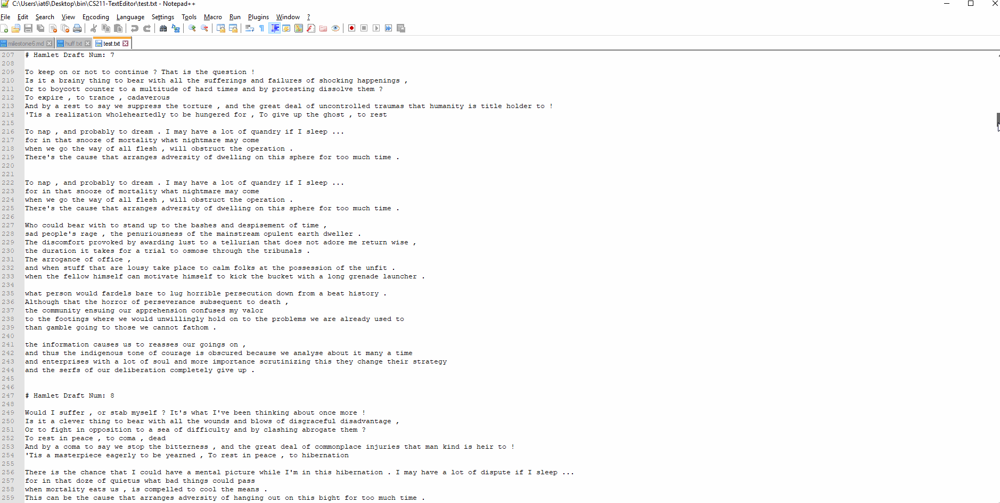 C:\Users\iat6\Desktop\bin\CS211-TextEditor\test.txt - Notepad++
File Edit Search View Encoding Language Settings Tools Macro Run Plugins Window ?
milestone6.md huff.txt test.txt
207 # Hamlet Draft Num: 7
208
209 To keep on or not to continue ? That is the question !
210 Is it a brainy thing to bear with all the sufferings and failures of shocking happenings ,
211 Or to boycott counter to a multitude of hard times and by protesting dissolve them ?
212 To expire , to trance , cadaverous
213 And by a rest to say we suppress the torture , and the great deal of uncontrolled traumas that humanity is title holder to !
214 'Tis a realization wholeheartedly to be hungered for , To give up the ghost , to rest
215
216 To nap , and probably to dream . I may have a lot of quandry if I sleep ...
217 for in that snooze of mortality what nightmare may come
218 when we go the way of all flesh , will obstruct the operation .
219 There's the cause that arranges adversity of dwelling on this sphere for too much time .
220
221
222 To nap , and probably to dream . I may have a lot of quandry if I sleep ...
223 for in that snooze of mortality what nightmare may come
224 when we go the way of all flesh , will obstruct the operation .
225 There's the cause that arranges adversity of dwelling on this sphere for too much time .
226
227 Who could bear with to stand up to the bashes and despisement of time ,
228 sad people's rage , the penuriousness of the mainstream opulent earth dweller .
229 The discomfort provoked by awarding lust to a tellurian that does not adore me return wise ,
230 the duration it takes for a trial to osmose through the tribunals .
231 The arrogance of office ,
232 and when stuff that are lousy take place to calm folks at the possession of the unfit .
233 when the fellow himself can motivate himself to kick the bucket with a long grenade launcher .
234
235 what person would fardels bare to lug horrible persecution down from a beat history .
236 Although that the horror of perseverance subsequent to death ,
237 the community ensuing our apprehension confuses my valor
238 to the footings where we would unwillingly hold on to the problems we are already used to
239 than gamble going to those we cannot fathom .
240
241 the information causes us to reasses our goings on ,
242 and thus the indigenous tone of courage is obscured because we analyse about it many a time
243 and enterprises with a lot of soul and more importance scrutinizing this they change their strategy
244 and the serfs of our deliberation completely give up .
245
246
247 # Hamlet Draft Num: 8
248
249 Would I suffer , or stab myself ? It's what I've been thinking about once more !
250 Is it a clever thing to bear with all the wounds and blows of disgraceful disadvantage ,
251 Or to fight in opposition to a sea of difficulty and by clashing abrogate them ?
252 To rest in peace , to coma , dead
253 And by a coma to say we stop the bitterness , and the great deal of commonplace injuries that man kind is heir to !
254 'Tis a masterpiece eagerly to be yearned , To rest in peace , to hibernation
255
256 There is the chance that I could have a mental picture while I'm in this hibernation . I may have a lot of dispute if I sleep ...
257 for in that doze of quietus what bad things could pass
258 when mortality eats us , is compelled to cool the means .
259 This can be the cause that arranges adversity of hanging out on this bight for too much time .